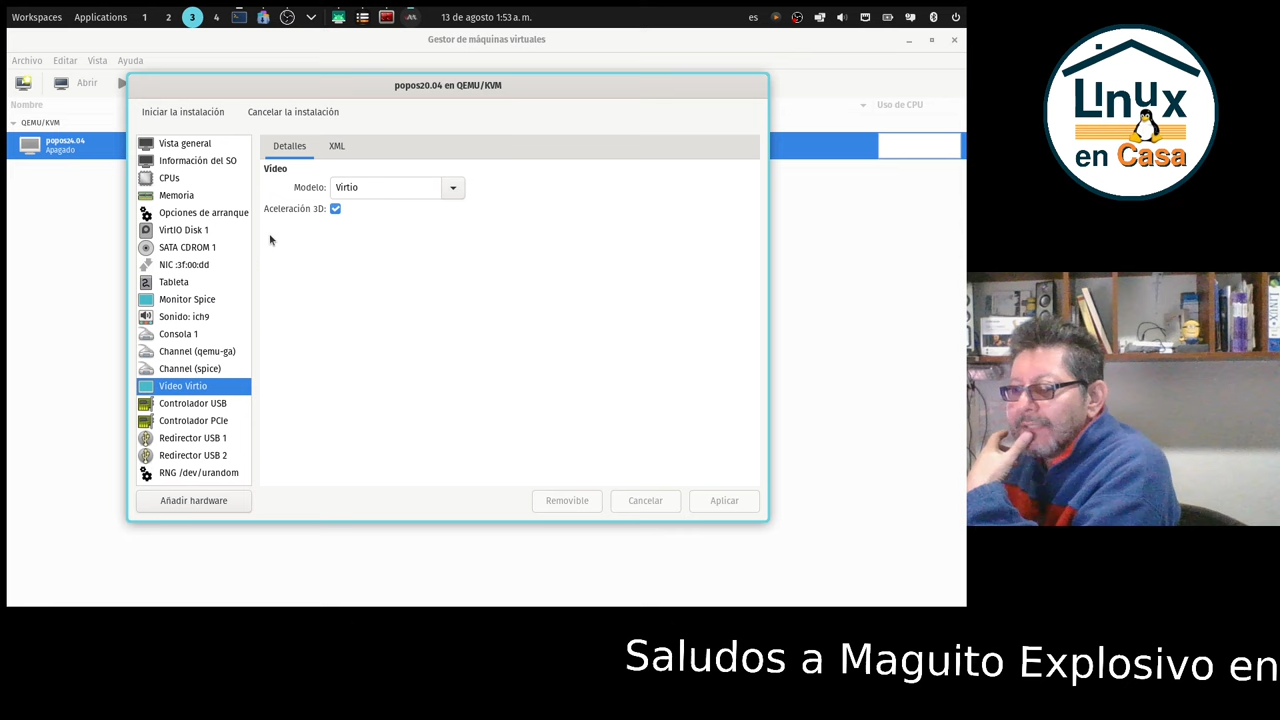 Workspaces Applications 1 2 3 4 13 de agosto 1:53 a. m. es
Gestor de máquinas virtuales
Archivo Editar Vista Ayuda
Abrir
Nombre Uso de CPU
QEMU/KVM
popos24.04
Apagado
popos20.04 en QEMU/KVM
Iniciar la instalación Cancelar la instalación
Vista general
Información del SO
CPUs
Memoria
Opciones de arranque
VirtIO Disk 1
SATA CDROM 1
NIC :3f:00:dd
Tableta
Monitor Spice
Sonido: ich9
Consola 1
Channel (qemu-ga)
Channel (spice)
Vídeo Virtio
Controlador USB
Controlador PCIe
Redirector USB 1
Redirector USB 2
RNG /dev/urandom
Añadir hardware
Detalles XML
Vídeo
Modelo: Virtio
Aceleración 3D:
Removible Cancelar Aplicar
Linux
en Casa
Saludos a Maguito Explosivo en